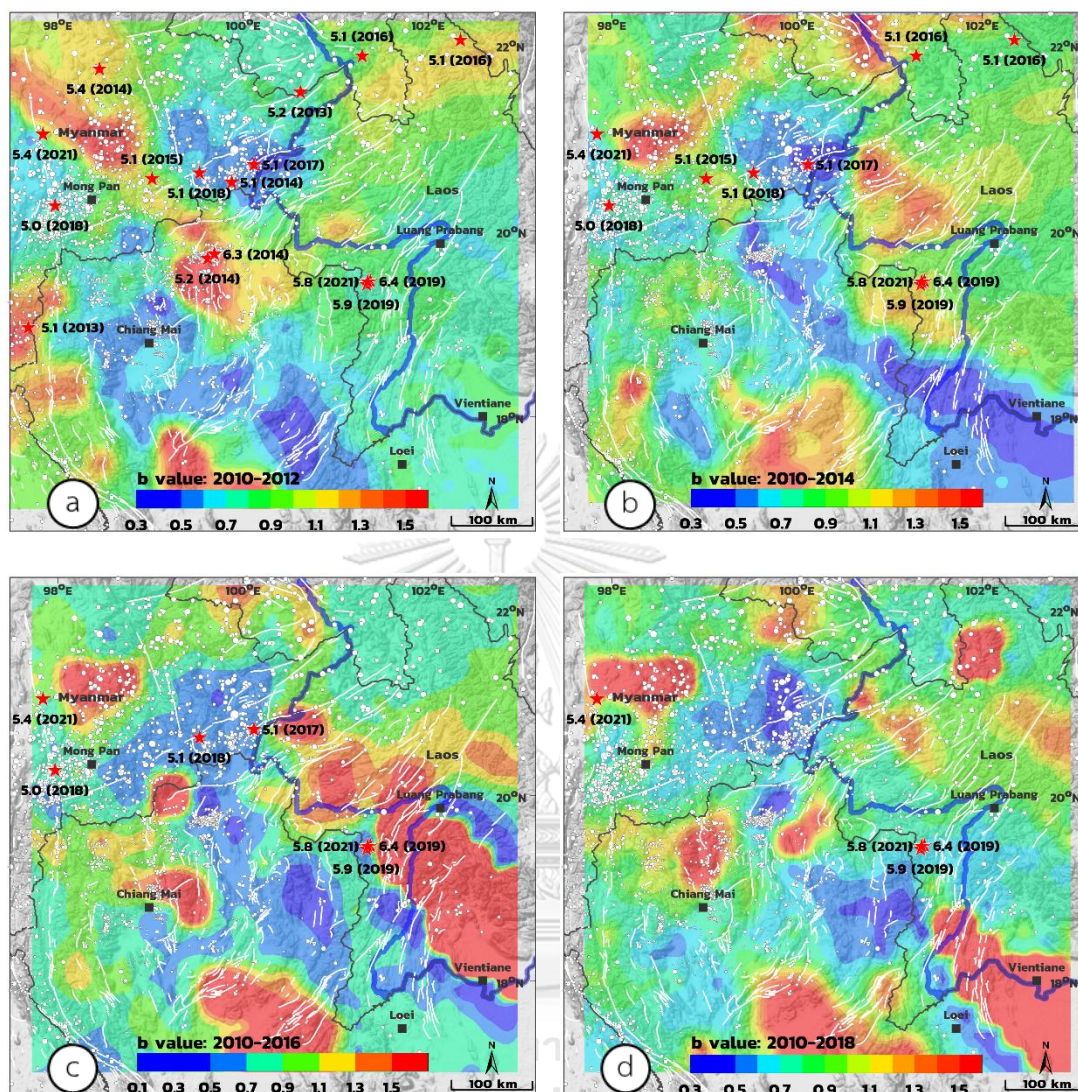 98°E
100°E
102°E
22°N
5.1 (2016)
5.1 (2016)
5.4 (2014)
5.2 (2013)
Myanmar
5.4 (2021)
5.1 (2015)
5.1 (2017)
5.1 (2014)
5.1 (2018)
Mong Pan
Laos
5.0 (2018)
20°N
Luang Prabang
6.3 (2014)
5.2 (2014)
5.8 (2021)
6.4 (2019)
5.9 (2019)
5.1 (2013)
Chiang Mai
Vientiane
18°N
Loei
a
b value: 2010-2012
0.3 0.5 0.7 0.9 1.1 1.3 1.5
N
100 km
98°E
100°E
102°E
22°N
5.1 (2016)
5.1 (2016)
Myanmar
5.4 (2021)
5.1 (2015)
5.1 (2017)
5.1 (2018)
Mong Pan
Laos
5.0 (2018)
20°N
Luang Prabang
5.8 (2021)
6.4 (2019)
5.9 (2019)
Chiang Mai
Vientiane
18°N
Loei
b
b value: 2010-2014
0.3 0.5 0.7 0.9 1.1 1.3 1.5
N
100 km
98°E
100°E
102°E
22°N
Myanmar
5.4 (2021)
5.1 (2017)
5.1 (2018)
Mong Pan
Laos
5.0 (2018)
20°N
Luang Prabang
5.8 (2021)
6.4 (2019)
5.9 (2019)
Chiang Mai
Vientiane
18°N
Loei
c
b value: 2010-2016
0.1 0.3 0.5 0.7 0.9 1.1 1.3 1.5
N
100 km
98°E
100°E
102°E
22°N
Myanmar
5.4 (2021)
Mong Pan
Laos
20°N
Luang Prabang
5.8 (2021)
6.4 (2019)
5.9 (2019)
Chiang Mai
Vientiane
18°N
Loei
d
b value: 2010-2018
0.3 0.5 0.7 0.9 1.1 1.3 1.5
N
100 km